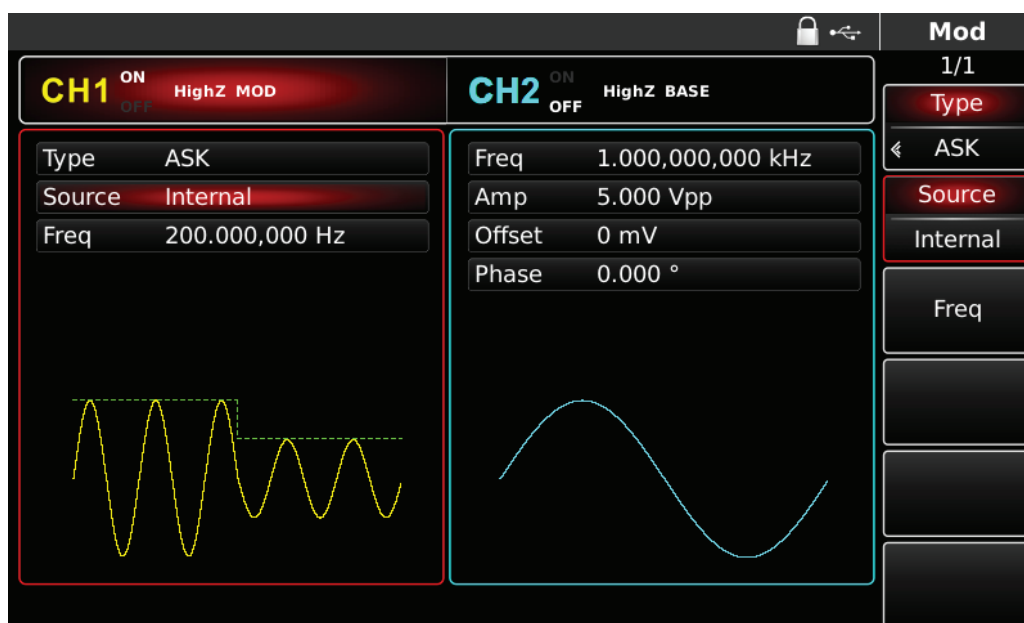 Mod
1/1
CH1 ON OFF HighZ MOD
CH2 ON OFF HighZ BASE
Type ASK
Source Internal
Freq 200.000,000 Hz
Freq 1.000,000,000 kHz
Amp 5.000 Vpp
Offset 0 mV
Phase 0.000 °
Type
ASK
Source
Internal
Freq